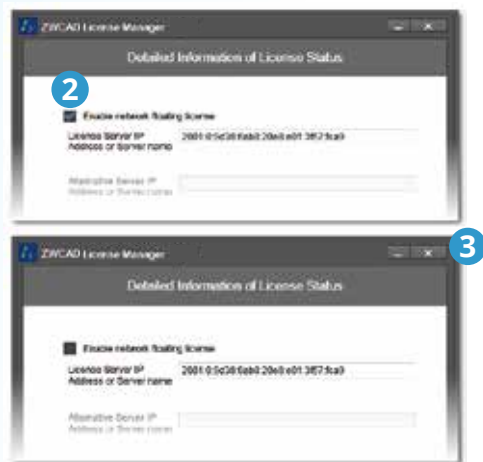 ZWCAD License Manager
Detailed Information of License Status
2
Enable network floating license
License Server IP
Address or Server name
Alternative Server IP
Address or Server name
3
ZWCAD License Manager
Detailed Information of License Status
Enable network floating license
License Server IP
Address or Server name
Alternative Server IP
Address or Server name